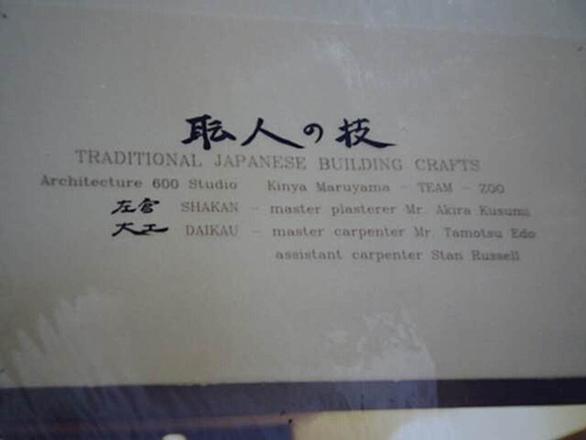 耺人の技
TRADITIONAL JAPANESE BUILDING CRAFTS
Architecture 600 Studio Kinya Maruyama - TEAM - ZOO
左官 SHAKAN - master plasterer Mr. Akira Kusumi
大工 DAIKAU - master carpenter Mr. Tamotsu Edo
assistant carpenter Stan Russell